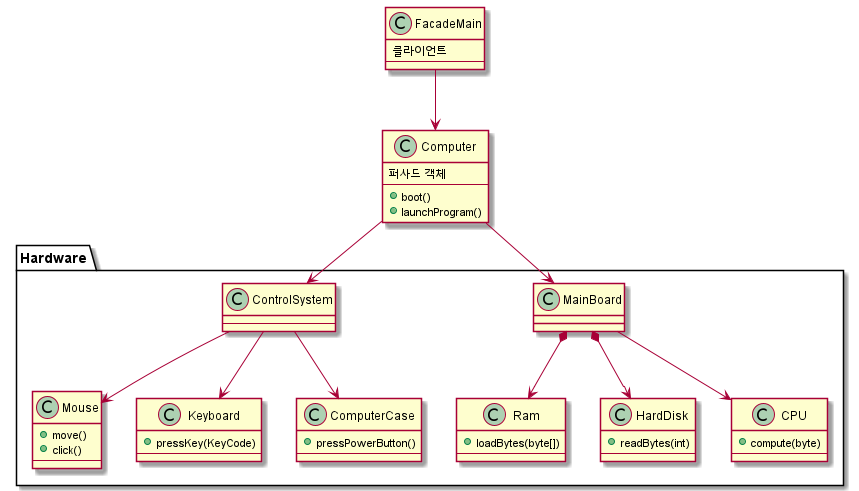 FacadeMain
클라이언트
Computer
퍼사드 객체
boot()
launchProgram()
Hardware
ControlSystem
MainBoard
Mouse
move()
click()
Keyboard
pressKey(KeyCode)
ComputerCase
pressPowerButton()
Ram
loadBytes(byte[])
HardDisk
readBytes(int)
CPU
compute(byte)